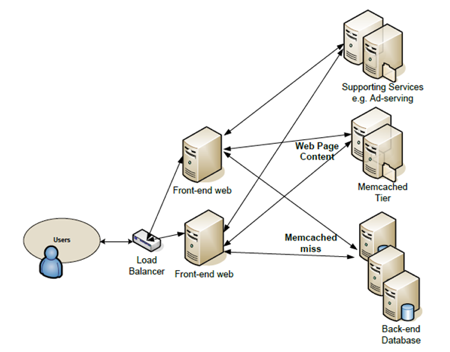 Supporting Services
e.g. Ad-serving
Web Page
Content
Front-end web
Memcached
Tier
Users
Load
Balancer
Front-end web
Memcached
miss
Back-end
Database